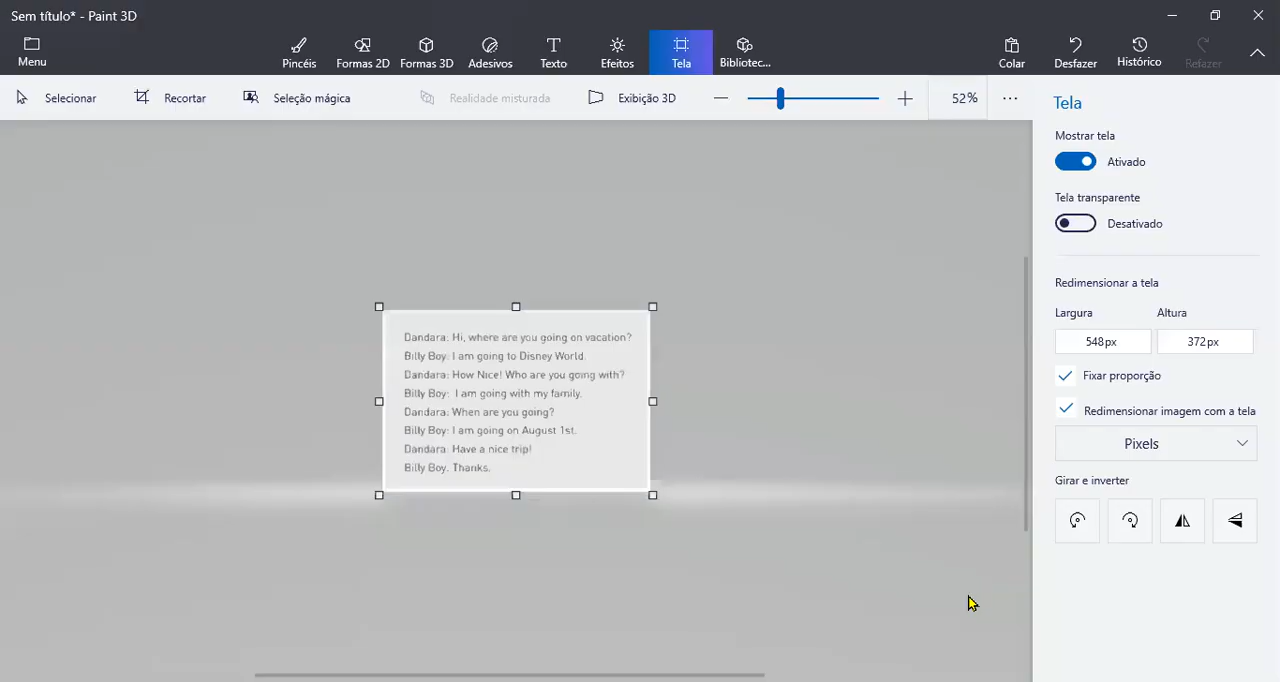 Sem título* - Paint 3D
Menu
Pincéis
Formas 2D
Formas 3D
Adesivos
Texto
Efeitos
Tela
Bibliotec...
Colar
Desfazer
Histórico
Refazer
Selecionar
Recortar
Seleção mágica
Realidade misturada
Exibição 3D
52%
Tela
Mostrar tela
Ativado
Tela transparente
Desativado
Redimensionar a tela
Largura Altura
548px 372px
Fixar proporção
Redimensionar imagem com a tela
Pixels
Girar e inverter
Dandara: Hi, where are you going on vacation?
Billy Boy: I am going to Disney World.
Dandara: How Nice! Who are you going with?
Billy Boy: I am going with my family.
Dandara: When are you going?
Billy Boy: I am going on August 1st.
Dandara: Have a nice trip!
Billy Boy. Thanks.